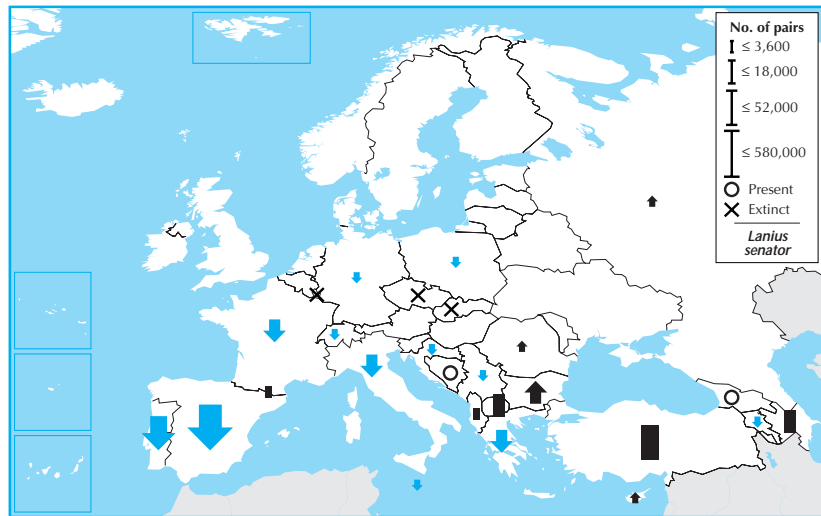 No. of pairs
≤ 3,600
≤ 18,000
≤ 52,000
≤ 580,000
Present
Extinct
Lanius
senator